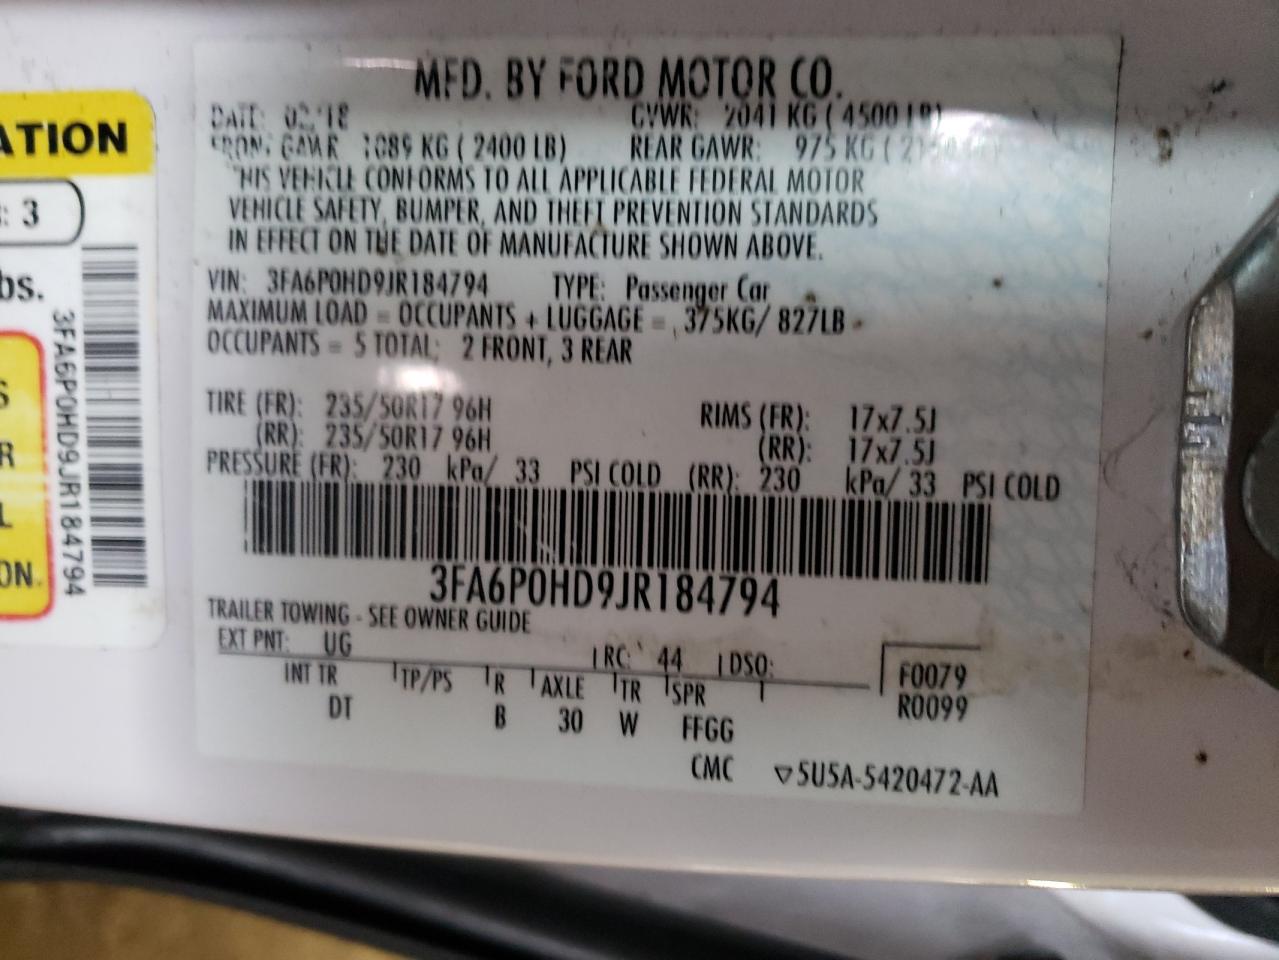 MFD. BY FORD MOTOR CO.
DATE: 02/18 GVWR: 2041 KG ( 4500 LB)
FRONT GAWR: 1089 KG ( 2400 LB) REAR GAWR: 975 KG (
THIS VEHICLE CONFORMS TO ALL APPLICABLE FEDERAL MOTOR
VEHICLE SAFETY, BUMPER, AND THEFT PREVENTION STANDARDS
IN EFFECT ON THE DATE OF MANUFACTURE SHOWN ABOVE.
VIN: 3FA6P0HD9JR184794 TYPE: Passenger Car
MAXIMUM LOAD = OCCUPANTS + LUGGAGE = 375KG/ 827LB
OCCUPANTS = 5 TOTAL; 2 FRONT, 3 REAR
TIRE (FR): 235/50R17 96H RIMS (FR): 17x7.5J
(RR): 235/50R17 96H (RR): 17x7.5J
PRESSURE (FR): 230 kPa/ 33 PSI COLD (RR): 230 kPa/ 33 PSI COLD
3FA6P0HD9JR184794
TRAILER TOWING - SEE OWNER GUIDE
EXT PNT: UG RC: 44 DSO:
F0079
R0099
INT TR TP/PS R AXLE TR SPR
DT B 30 W FFGG
CMC ▽5U5A-5420472-AA
ATION
: 3
bs.
3FA6P0HD9JR184794
S
R
L
ON.